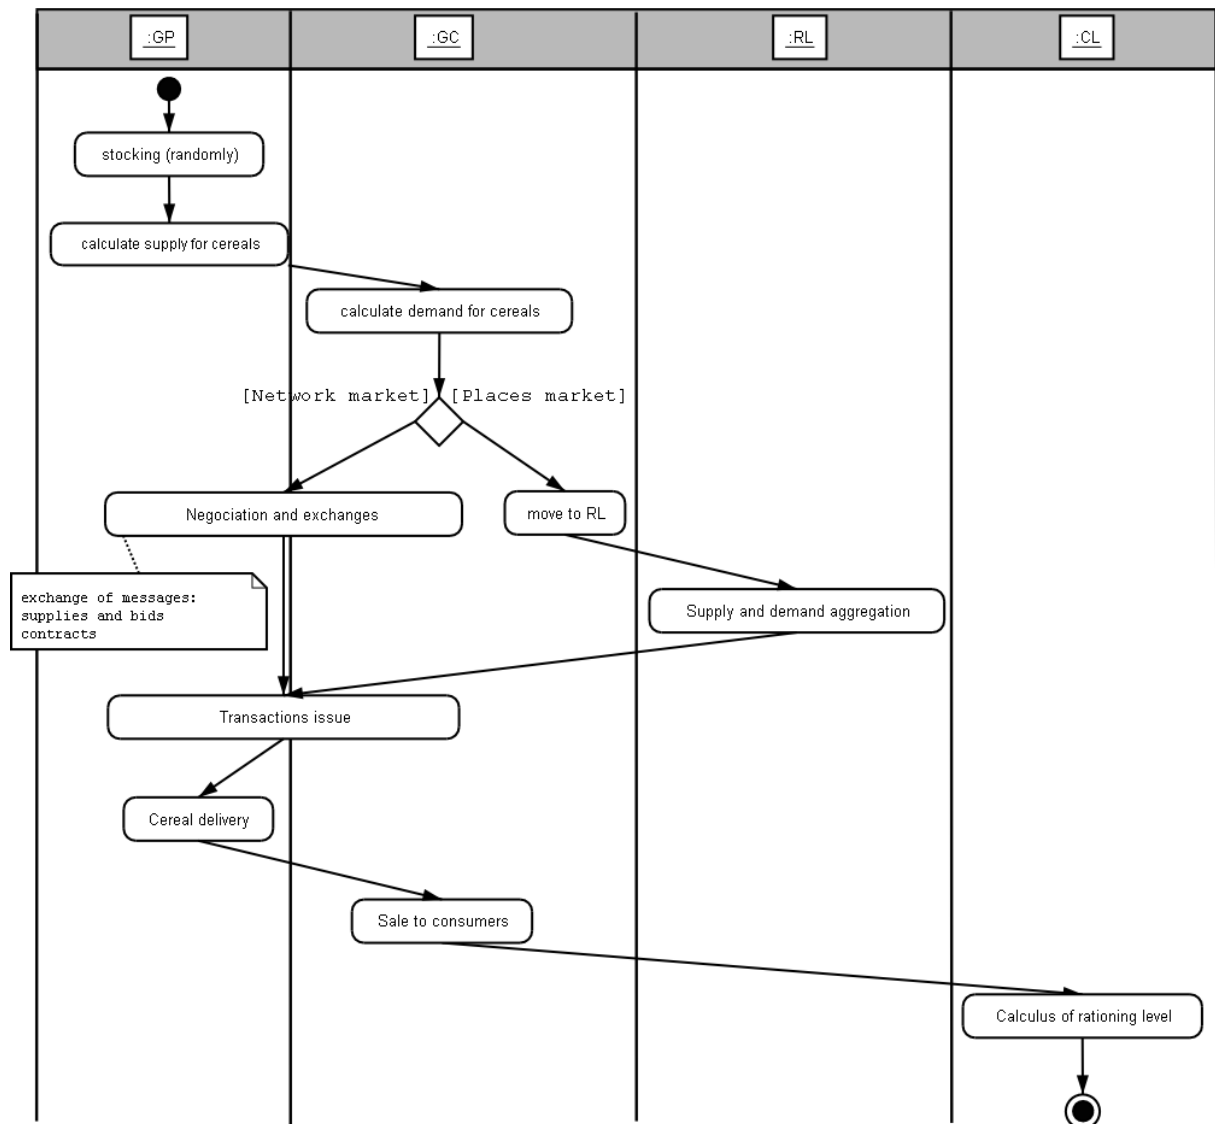 :GP
:GC
:RL
:CL
stocking (randomly)
calculate supply for cereals
calculate demand for cereals
[Network market]
[Places market]
Negociation and exchanges
move to RL
exchange of messages:
supplies and bids
contracts
Supply and demand aggregation
Transactions issue
Cereal delivery
Sale to consumers
Calculus of rationing level